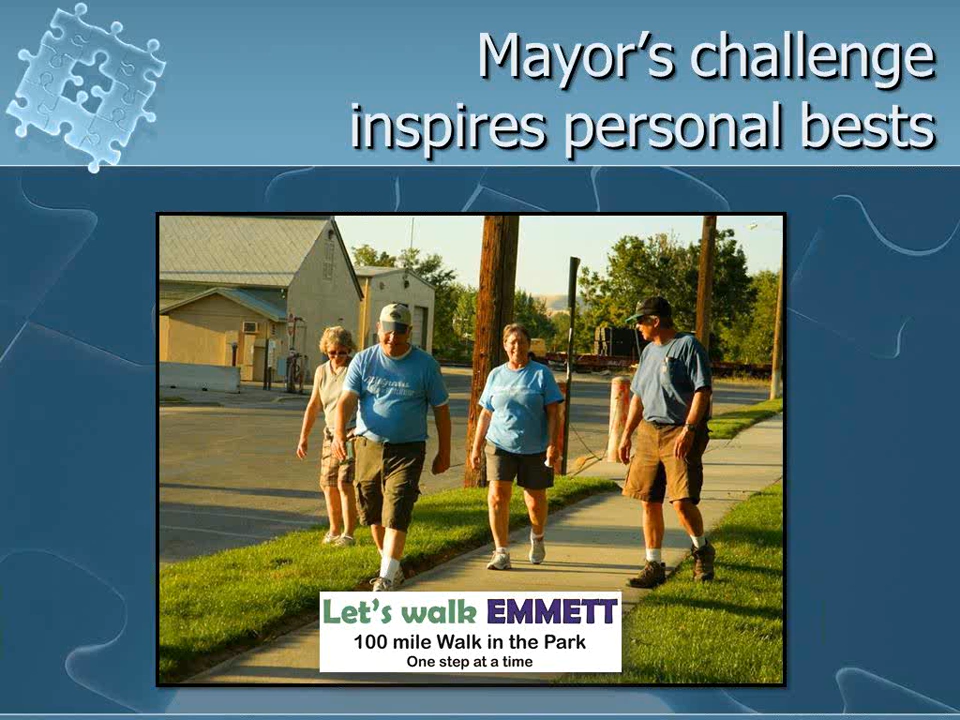 Mayor’s challenge
inspires personal bests
Let’s walk EMMETT
100 mile Walk in the Park
One step at a time